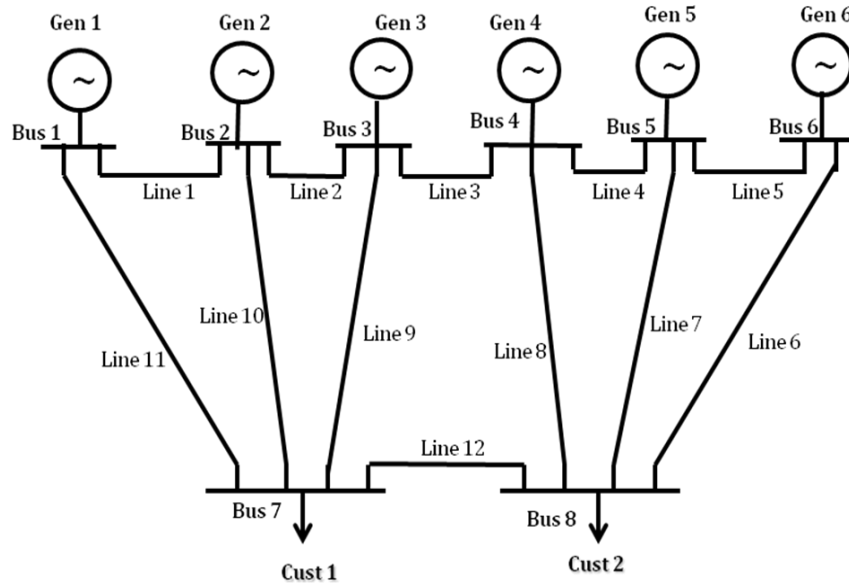 Gen 1
Gen 2
Gen 3
Gen 4
Gen 5
Gen 6
~
~
~
~
~
~
Bus 1
Bus 2
Bus 3
Bus 4
Bus 5
Bus 6
Line 1
Line 2
Line 3
Line 4
Line 5
Line 11
Line 10
Line 9
Line 8
Line 7
Line 6
Line 12
Bus 7
Bus 8
Cust 1
Cust 2